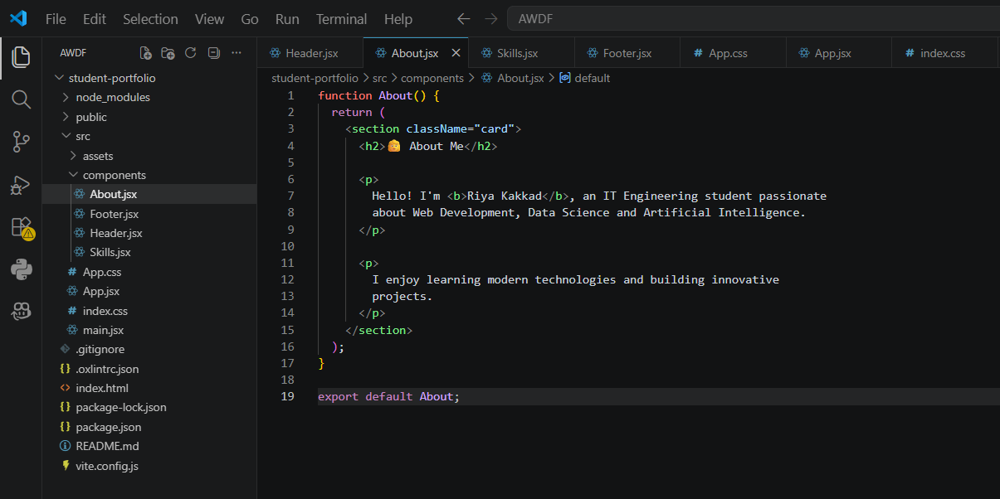 File Edit Selection View Go Run Terminal Help ← → AWDF
AWDF ···
student-portfolio
node_modules
public
src
assets
components
About.jsx
Footer.jsx
Header.jsx
Skills.jsx
# App.css
App.jsx
# index.css
main.jsx
.gitignore
{} .oxlintrc.json
<> index.html
{} package-lock.json
{} package.json
README.md
vite.config.js
Header.jsx About.jsx × Skills.jsx Footer.jsx # App.css App.jsx # index.css
student-portfolio > src > components > About.jsx > default
1 function About() {
2 return (
3 <section className="card">
4 <h2>👩 About Me</h2>
5
6 <p>
7 Hello! I'm <b>Riya Kakkad</b>, an IT Engineering student passionate
8 about Web Development, Data Science and Artificial Intelligence.
9 </p>
10
11 <p>
12 I enjoy learning modern technologies and building innovative
13 projects.
14 </p>
15 </section>
16 );
17 }
18
19 export default About;